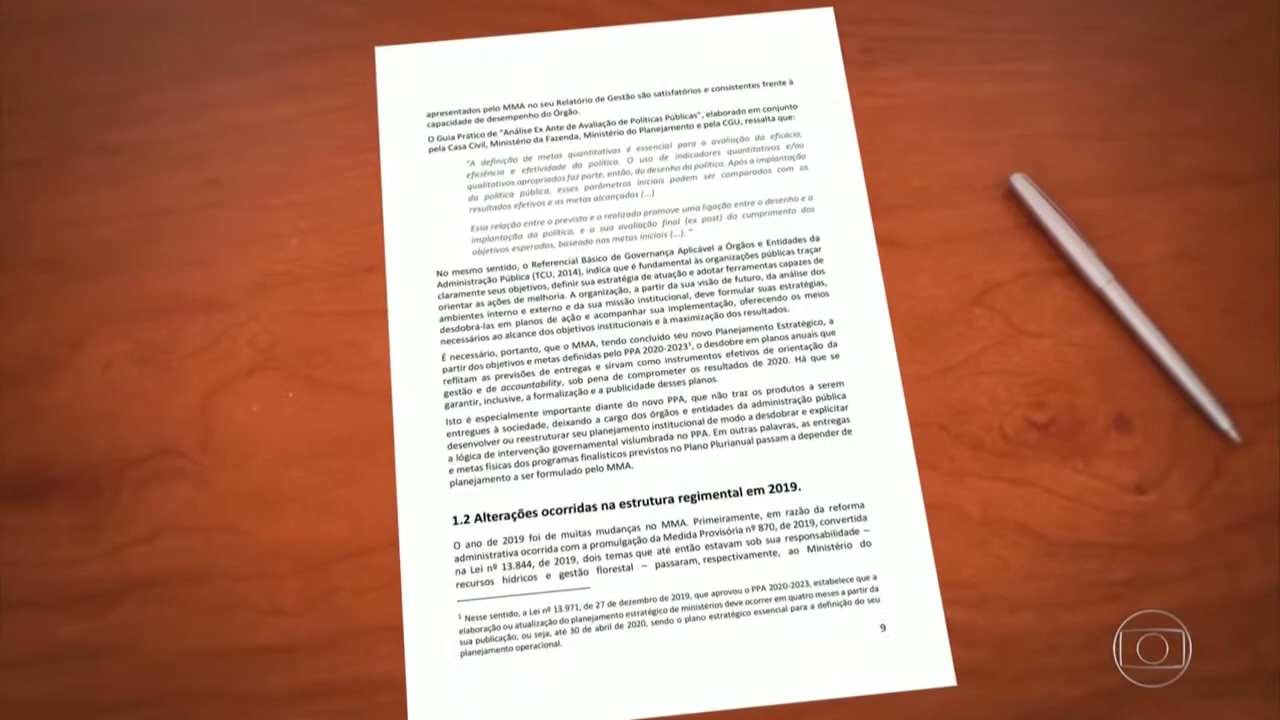 apresentados pelo MMA no seu Relatório de Gestão são satisfatórios e consistentes frente à
capacidade de desempenho do Órgão.
O Guia Prático de "Análise Ex Ante de Avaliação de Políticas Públicas", elaborado em conjunto
pela Casa Civil, Ministério da Fazenda, Ministério do Planejamento e pela CGU, ressalta que:
"A definição de metas quantitativas é essencial para a avaliação da eficácia,
eficiência e efetividade da política. O uso de indicadores quantitativos e/ou
qualitativos apropriados faz parte, então, do desenho da política. Após a implantação
da política pública, esses parâmetros iniciais podem ser comparados com os
resultados efetivos e as metas alcançadas (...)
Essa relação entre o previsto e o realizado promove uma ligação entre o desenho e a
implantação da política, e a sua avaliação final (ex post) do cumprimento dos
objetivos esperados, baseado nas metas iniciais (...). "
No mesmo sentido, o Referencial Básico de Governança Aplicável a Órgãos e Entidades da
Administração Pública (TCU, 2014), indica que é fundamental às organizações públicas traçar
claramente seus objetivos, definir sua estratégia de atuação e adotar ferramentas capazes de
orientar as ações de melhoria. A organização, a partir da sua visão de futuro, da análise dos
ambientes interno e externo e da sua missão institucional, deve formular suas estratégias,
desdobrá-las em planos de ação e acompanhar sua implementação, oferecendo os meios
necessários ao alcance dos objetivos institucionais e à maximização dos resultados.
É necessário, portanto, que o MMA, tendo concluído seu novo Planejamento Estratégico, a
partir dos objetivos e metas definidas pelo PPA 2020-2023¹, o desdobre em planos anuais que
reflitam as previsões de entregas e sirvam como instrumentos efetivos de orientação da
gestão e de accountability, sob pena de comprometer os resultados de 2020. Há que se
garantir, inclusive, a formalização e a publicidade desses planos.
Isto é especialmente importante diante do novo PPA, que não traz os produtos a serem
entregues à sociedade, deixando a cargo dos órgãos e entidades da administração pública
desenvolver ou reestruturar seu planejamento institucional de modo a desdobrar e explicitar
a lógica de intervenção governamental vislumbrada no PPA. Em outras palavras, as entregas
e metas físicas dos programas finalísticos previstos no Plano Plurianual passam a depender de
planejamento a ser formulado pelo MMA.
1.2 Alterações ocorridas na estrutura regimental em 2019.
O ano de 2019 foi de muitas mudanças no MMA. Primeiramente, em razão da reforma
administrativa ocorrida com a promulgação da Medida Provisória nº 870, de 2019, convertida
na Lei nº 13.844, de 2019, dois temas que até então estavam sob sua responsabilidade –
recursos hídricos e gestão florestal – passaram, respectivamente, ao Ministério do
¹ Nesse sentido, a Lei nº 13.971, de 27 de dezembro de 2019, que aprovou o PPA 2020-2023, estabelece que a
elaboração ou atualização do planejamento estratégico de ministérios deve ocorrer em quatro meses a partir da
sua publicação, ou seja, até 30 de abril de 2020, sendo o plano estratégico essencial para a definição do seu
planejamento operacional.
9